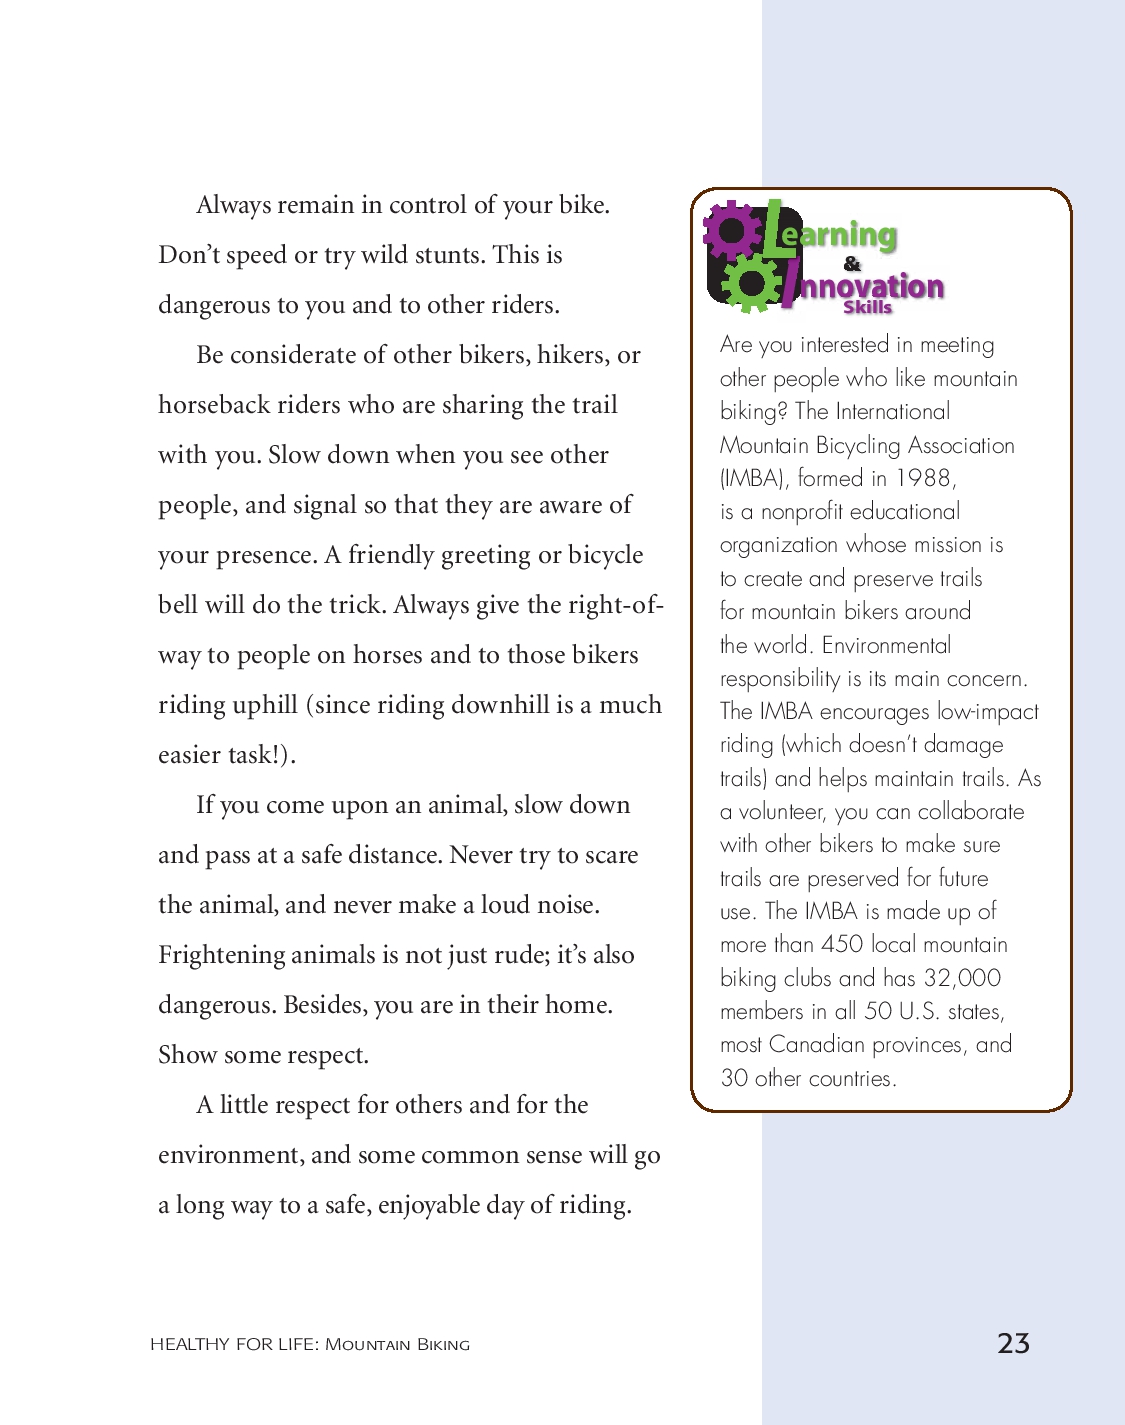 Always remain in control of your bike.
Don’t speed or try wild stunts. This is
dangerous to you and to other riders.
Be considerate of other bikers, hikers, or
horseback riders who are sharing the trail
with you. Slow down when you see other
people, and signal so that they are aware of
your presence. A friendly greeting or bicycle
bell will do the trick. Always give the right-of-
way to people on horses and to those bikers
riding uphill (since riding downhill is a much
easier task!).
If you come upon an animal, slow down
and pass at a safe distance. Never try to scare
the animal, and never make a loud noise.
Frightening animals is not just rude; it’s also
dangerous. Besides, you are in their home.
Show some respect.
A little respect for others and for the
environment, and some common sense will go
a long way to a safe, enjoyable day of riding.
Learning
&
Innovation
Skills
Are you interested in meeting
other people who like mountain
biking? The International
Mountain Bicycling Association
(IMBA), formed in 1988,
is a nonprofit educational
organization whose mission is
to create and preserve trails
for mountain bikers around
the world. Environmental
responsibility is its main concern.
The IMBA encourages low-impact
riding (which doesn’t damage
trails) and helps maintain trails. As
a volunteer, you can collaborate
with other bikers to make sure
trails are preserved for future
use. The IMBA is made up of
more than 450 local mountain
biking clubs and has 32,000
members in all 50 U.S. states,
most Canadian provinces, and
30 other countries.
HEALTHY FOR LIFE: Mountain Biking
23